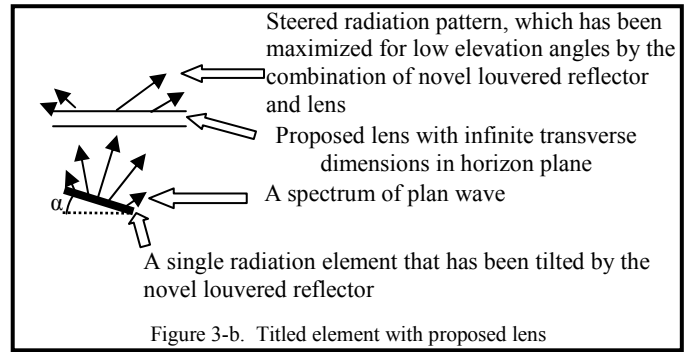 Steered radiation pattern, which has been
maximized for low elevation angles by the
combination of novel louvered reflector
and lens
Proposed lens with infinite transverse
dimensions in horizon plane
A spectrum of plan wave
α
A single radiation element that has been tilted by the
novel louvered reflector
Figure 3-b. Titled element with proposed lens